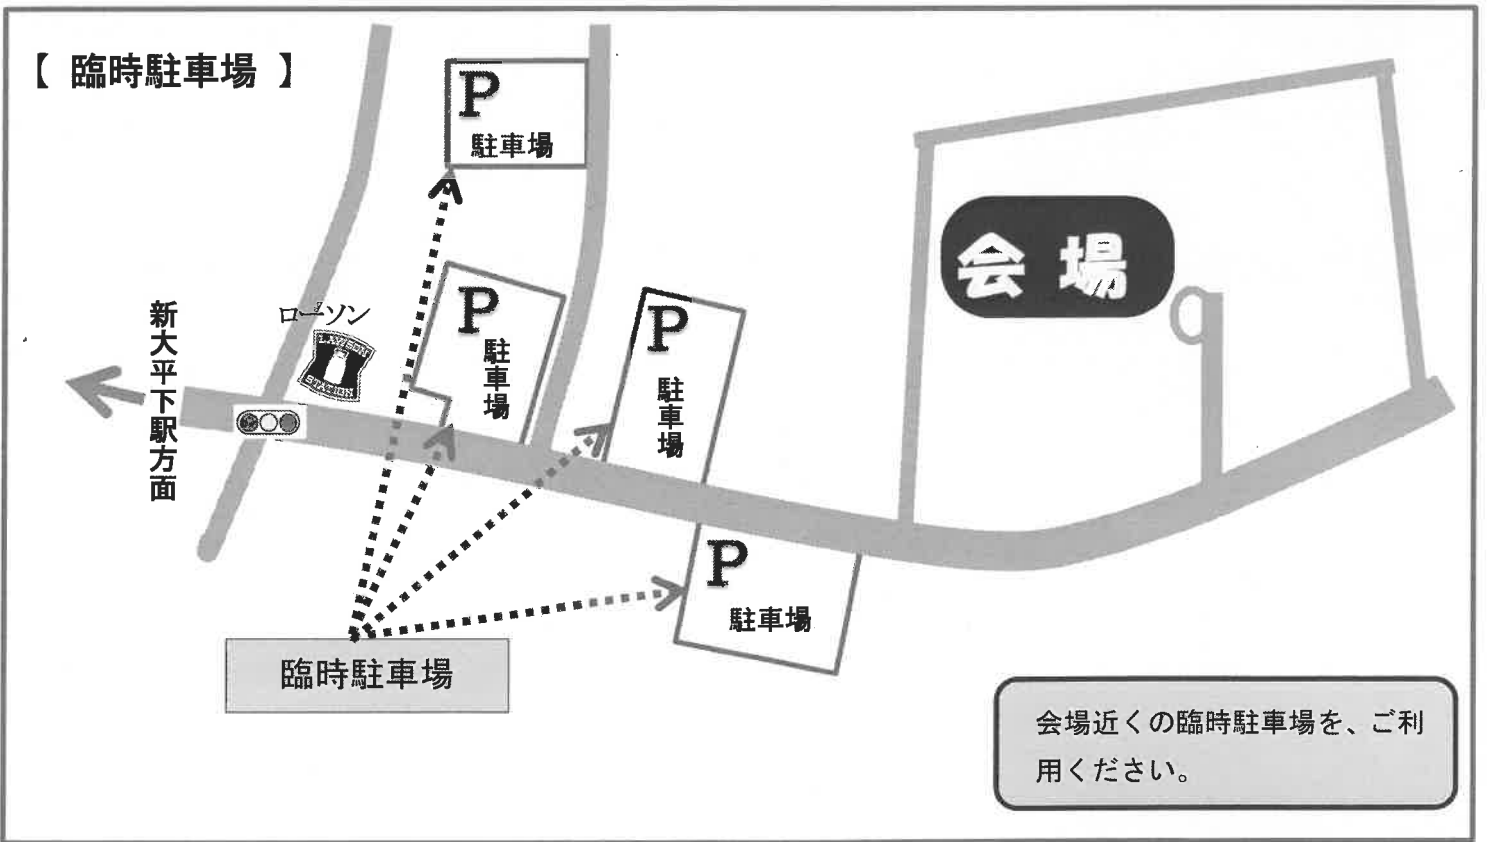 【 臨時駐車場 】
P
駐車場
会 場
ローソン
LAWSON
STATION
P
駐車場
P
駐車場
新大平下駅方面
P
駐車場
臨時駐車場
会場近くの臨時駐車場を、ご利
用ください。